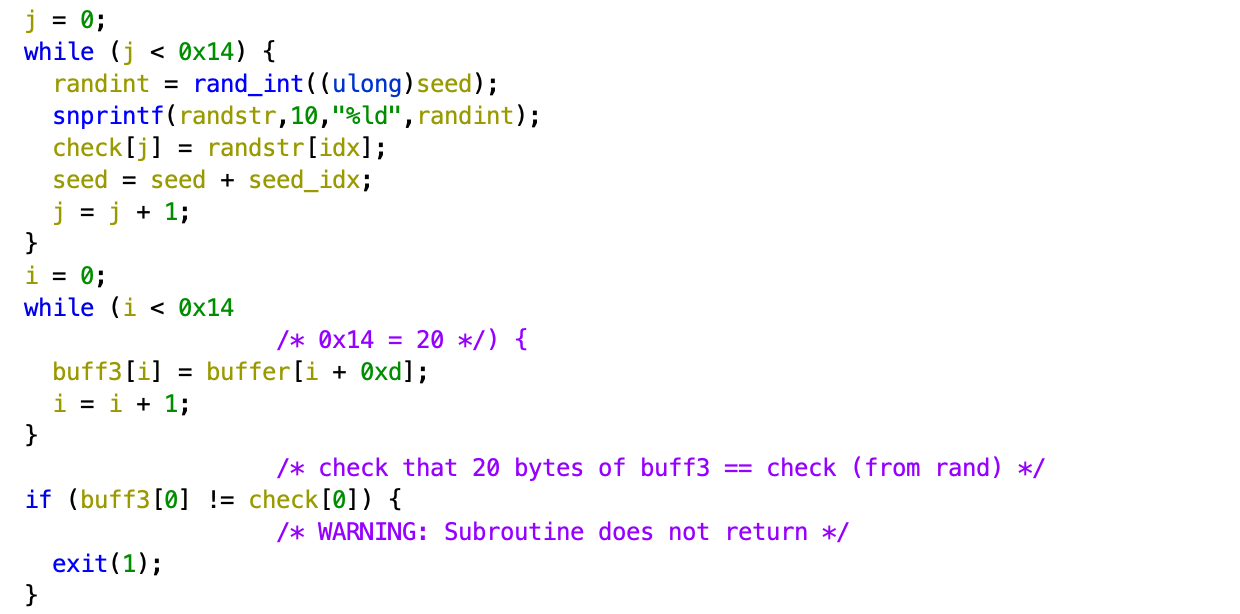 j = 0;
while (j < 0x14) {
  randint = rand_int((ulong)seed);
  snprintf(randstr,10,"%ld",randint);
  check[j] = randstr[idx];
  seed = seed + seed_idx;
  j = j + 1;
}
i = 0;
while (i < 0x14
                  /* 0x14 = 20 */) {
  buff3[i] = buffer[i + 0xd];
  i = i + 1;
}
                  /* check that 20 bytes of buff3 == check (from rand) */
if (buff3[0] != check[0]) {
                  /* WARNING: Subroutine does not return */
  exit(1);
}